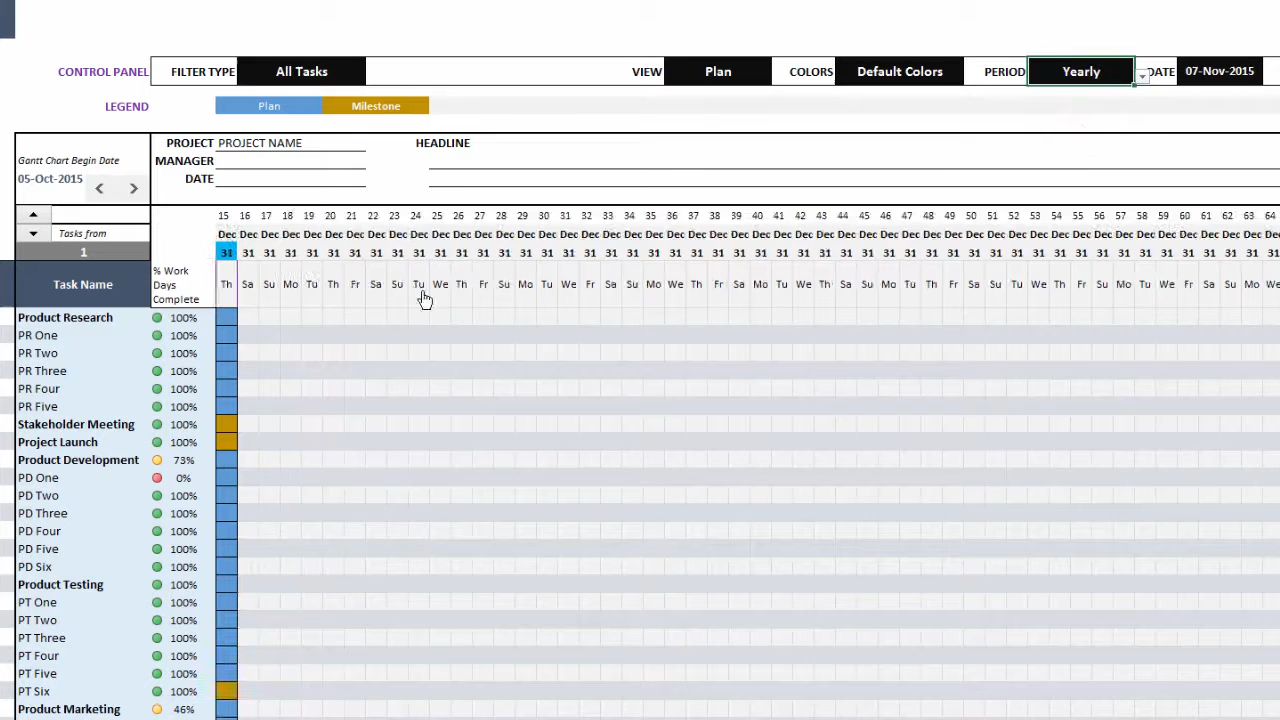 CONTROL PANEL FILTER TYPE All Tasks VIEW Plan COLORS Default Colors PERIOD Yearly DATE 07-Nov-2015
LEGEND Plan Milestone
PROJECT PROJECT NAME HEADLINE
Gantt Chart Begin Date MANAGER
05-Oct-2015 DATE
15 16 17 18 19 20 21 22 23 24 25 26 27 28 29 30 31 32 33 34 35 36 37 38 39 40 41 42 43 44 45 46 47 48 49 50 51 52 53 54 55 56 57 58 59 60 61 62 63 64
Tasks from Dec Dec Dec Dec Dec Dec Dec Dec Dec Dec Dec Dec Dec Dec Dec Dec Dec Dec Dec Dec Dec Dec Dec Dec Dec Dec Dec Dec Dec Dec Dec Dec Dec Dec Dec Dec Dec Dec Dec Dec Dec Dec Dec Dec Dec Dec Dec Dec Dec Dec
1 31 31 31 31 31 31 31 31 31 31 31 31 31 31 31 31 31 31 31 31 31 31 31 31 31 31 31 31 31 31 31 31 31 31 31 31 31 31 31 31 31 31 31 31 31 31 31 31 31 31
Task Name % Work Days Complete Th Sa Su Mo Tu Th Fr Sa Su Tu We Th Fr Su Mo Tu We Fr Sa Su Mo We Th Fr Sa Mo Tu We Th Sa Su Mo Tu Th Fr Sa Su Tu We Th Fr Su Mo Tu We Fr Sa Su Mo We
Product Research 100%
PR One 100%
PR Two 100%
PR Three 100%
PR Four 100%
PR Five 100%
Stakeholder Meeting 100%
Project Launch 100%
Product Development 73%
PD One 0%
PD Two 100%
PD Three 100%
PD Four 100%
PD Five 100%
PD Six 100%
Product Testing 100%
PT One 100%
PT Two 100%
PT Three 100%
PT Four 100%
PT Five 100%
PT Six 100%
Product Marketing 46%